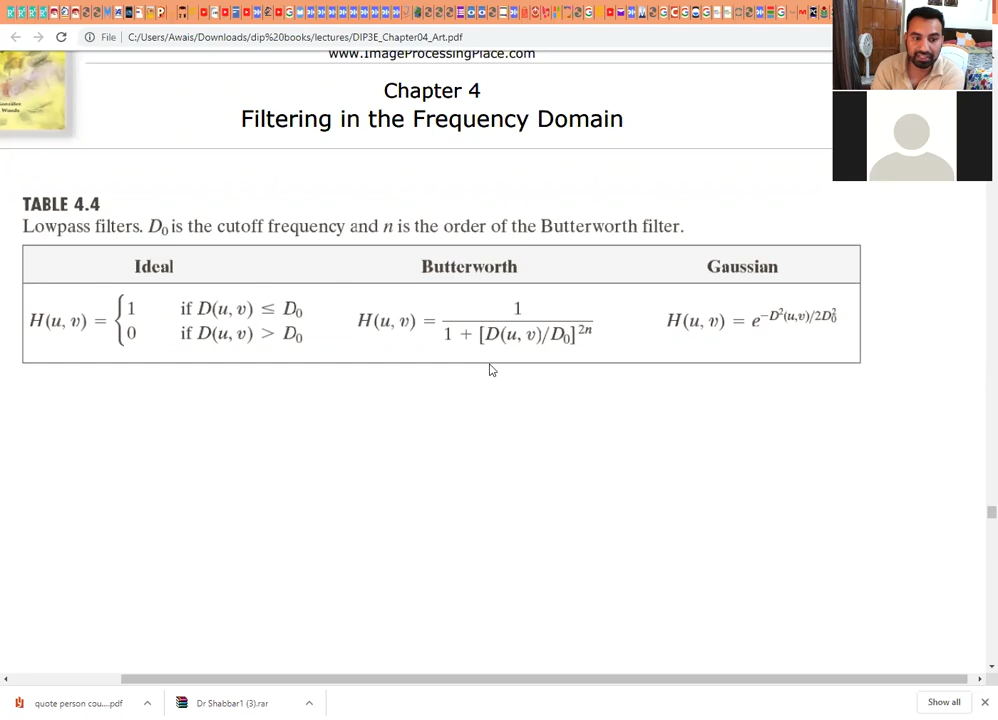 File
C:/Users/Awais/Downloads/dip%20books/lectures/DIP3E_Chapter04_Art.pdf
www.ImageProcessingPlace.com
Gonzalez
Woods
Chapter 4
Filtering in the Frequency Domain
TABLE 4.4
Lowpass filters. D₀ is the cutoff frequency and n is the order of the Butterworth filter.
Ideal Butterworth Gaussian
H(u, v) = { 1 if D(u, v) ≤ D₀
0 if D(u, v) > D₀
H(u, v) = 1 / 1 + [D(u, v)/D₀]²ⁿ
H(u, v) = e^−D²(u,v)/2D₀²
quote person cou....pdf
Dr Shabbar1 (3).rar
Show all